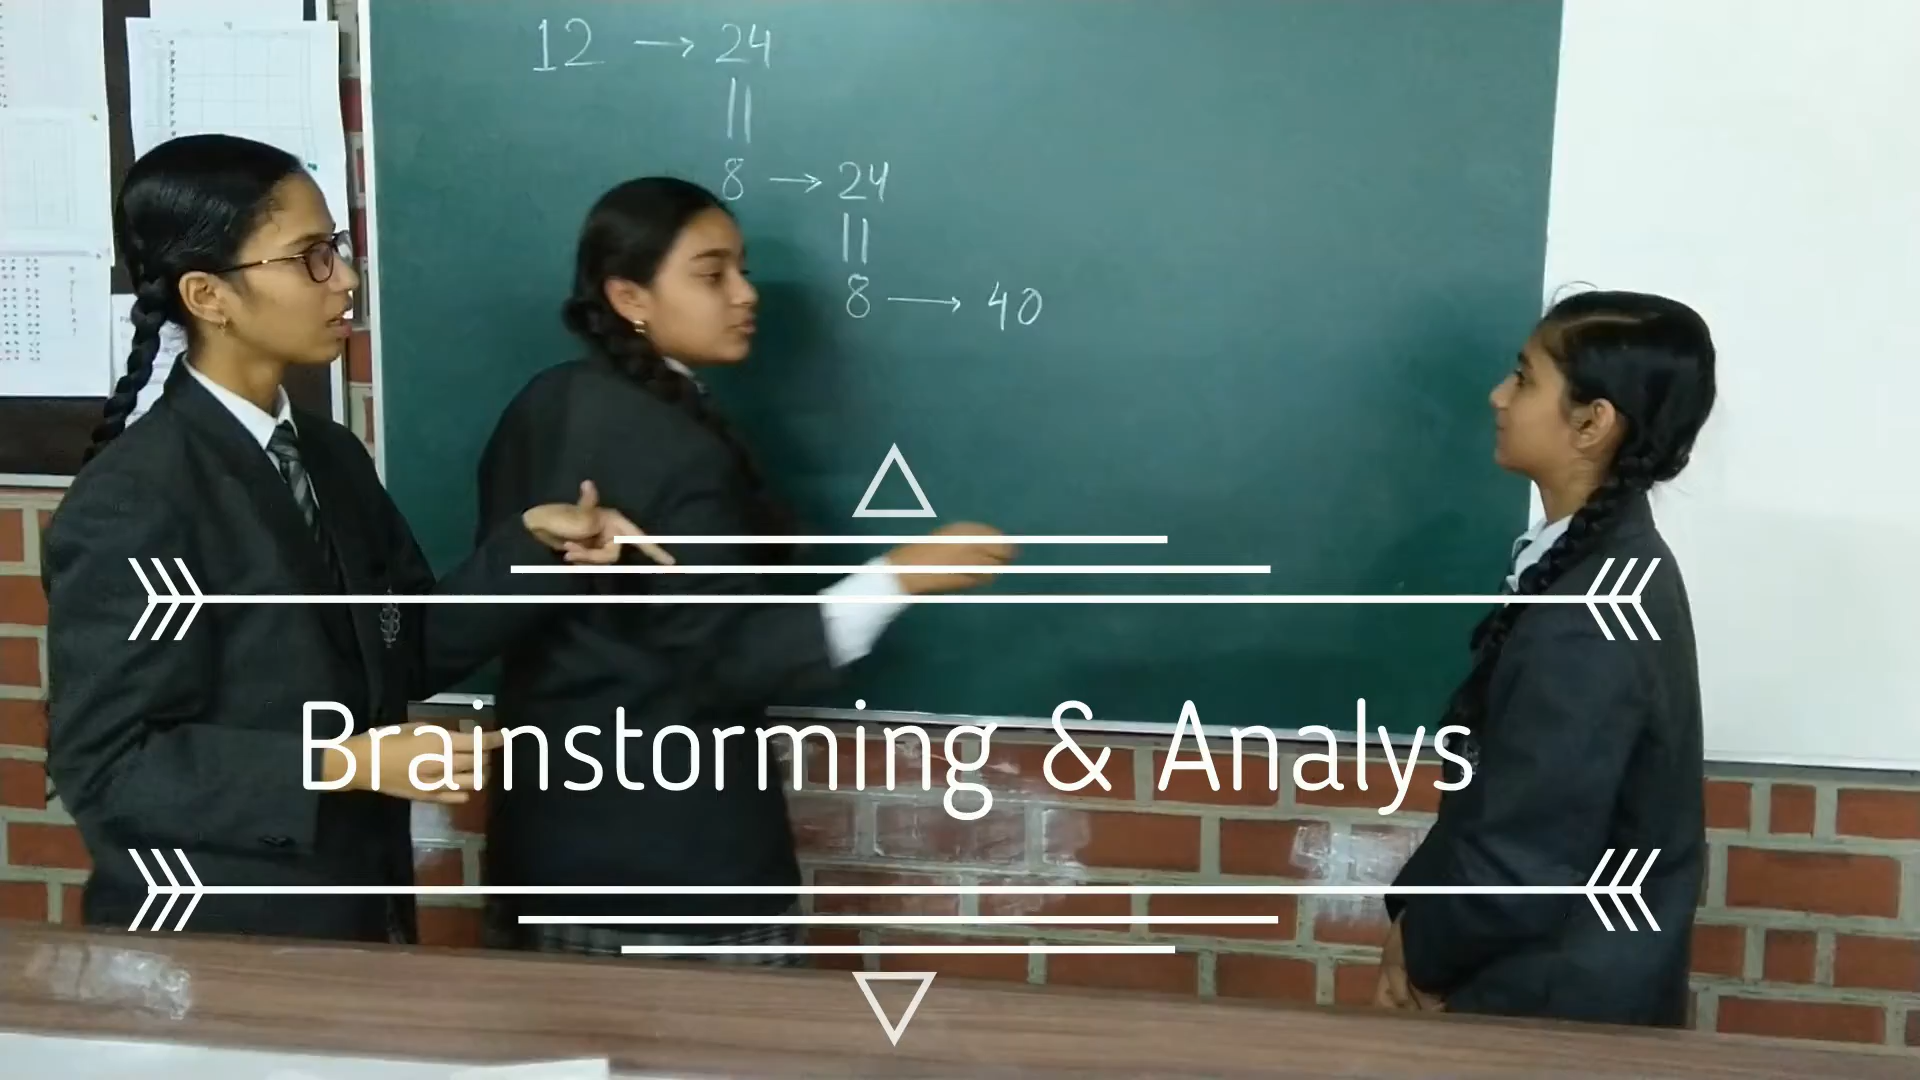 12 → 24
||
8 → 24
||
8 → 40
Brainstorming & Analys